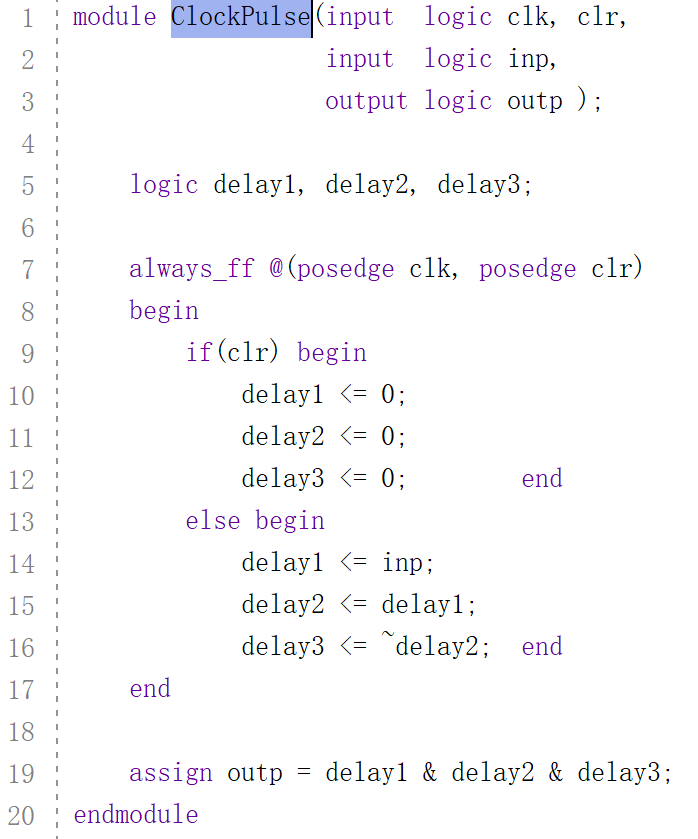 1 module ClockPulse(input  logic clk, clr,
2                   input  logic inp,
3                   output logic outp );
4
5     logic delay1, delay2, delay3;
6
7     always_ff @(posedge clk, posedge clr)
8     begin
9         if(clr) begin
10             delay1 <= 0;
11             delay2 <= 0;
12             delay3 <= 0;        end
13         else begin
14             delay1 <= inp;
15             delay2 <= delay1;
16             delay3 <= ~delay2;  end
17     end
18
19     assign outp = delay1 & delay2 & delay3;
20 endmodule